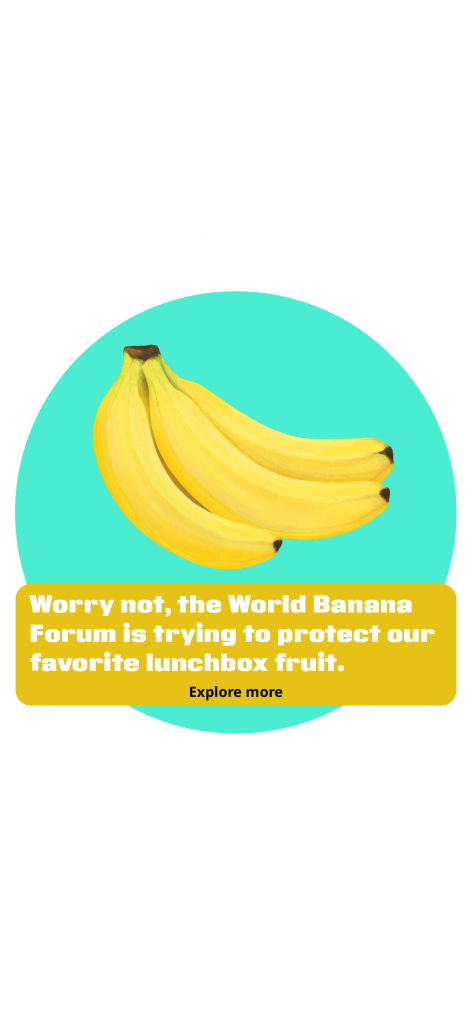 Worry not, the World Banana
Forum is trying to protect our
favorite lunchbox fruit.
Explore more